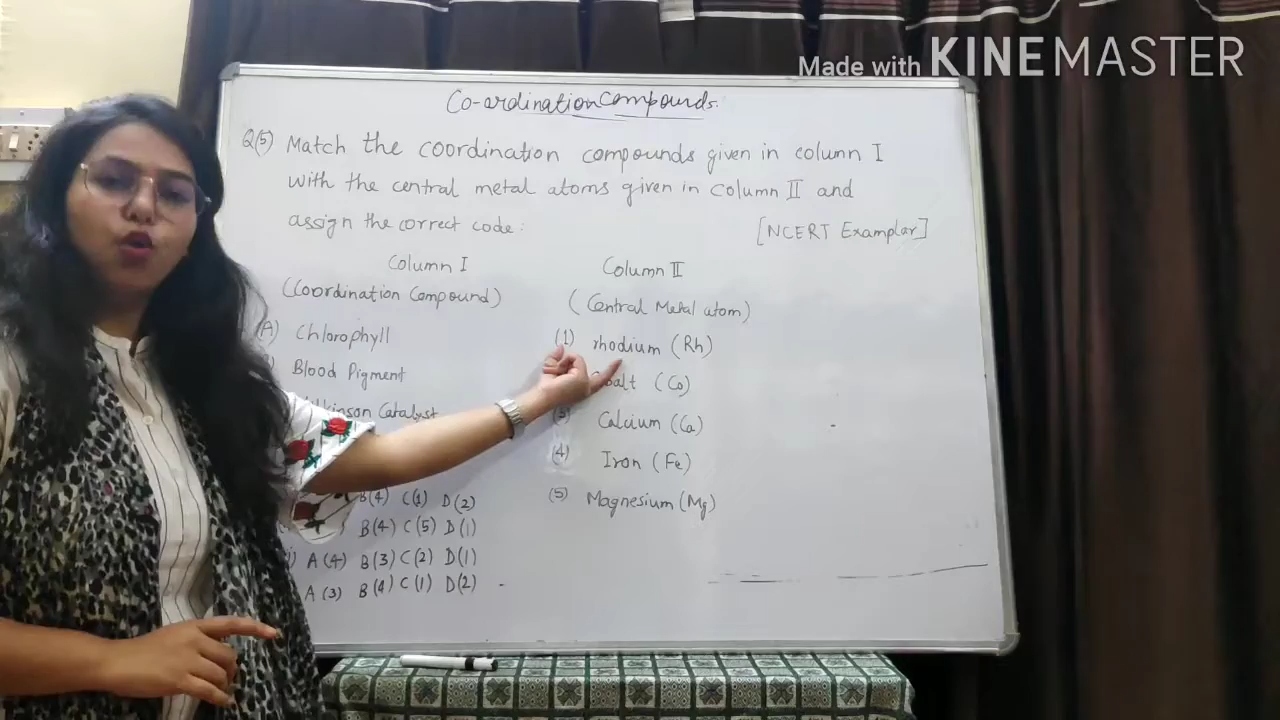 Made with KINEMASTER
Co-ordination Compounds.
Q(5) Match the coordination compounds given in column I
with the central metal atoms given in column II and
assign the correct code:
[NCERT Examplar]
Column I
Column II
(Coordination Compound)
(Central Metal atom)
A) Chlorophyll
(1) rhodium (Rh)
Blood Pigment
(Co)
Catalyst
(3) Calcium (Ca)
(4) Iron (Fe)
B(4) C(1) D(2)
(5) Magnesium (Mg)
B(4) C(5) D(1)
A(4) B(3) C(2) D(1)
A(3) B(4) C(1) D(2)